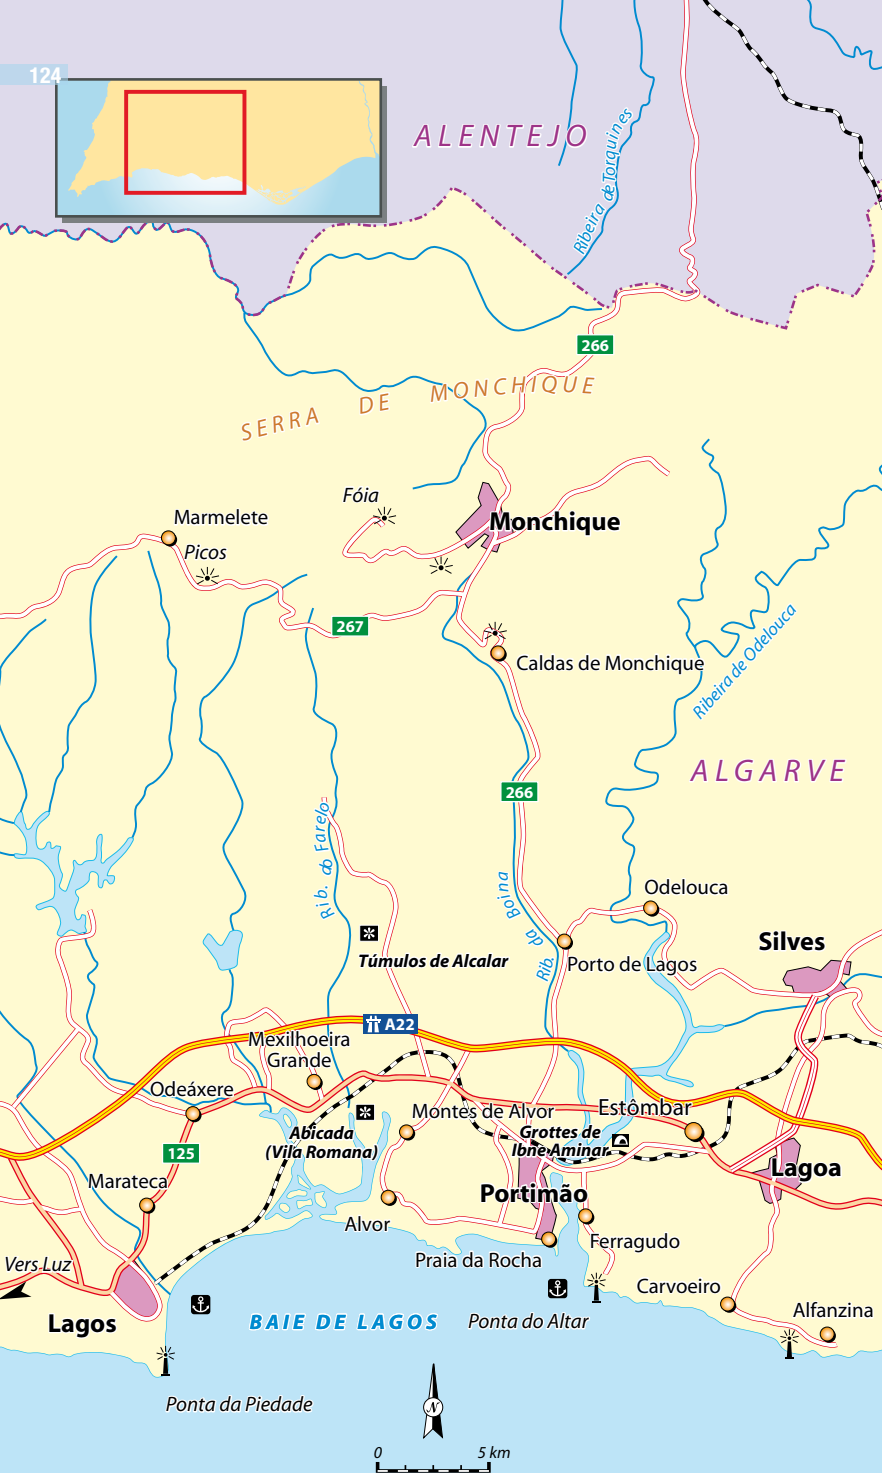 124
ALENTEJO
Ribeira de Torquines
266
SERRA DE MONCHIQUE
Fóia
Marmelete
Monchique
Picos
267
Caldas de Monchique
Ribeira de Odelouca
ALGARVE
266
Rib. do Farelo
Rib. da Boina
Odelouca
Silves
Túmulos de Alcalar
Porto de Lagos
A22
Mexilhoeira
Grande
Odeáxere
Montes de Alvor
Estômbar
Abicada
(Vila Romana)
Grottes de
Ibne Aminar
125
Lagoa
Marateca
Portimão
Alvor
Ferragudo
Praia da Rocha
Vers Luz
Carvoeiro
Alfanzina
Lagos
BAIE DE LAGOS
Ponta do Altar
Ponta da Piedade
N
0 5 km